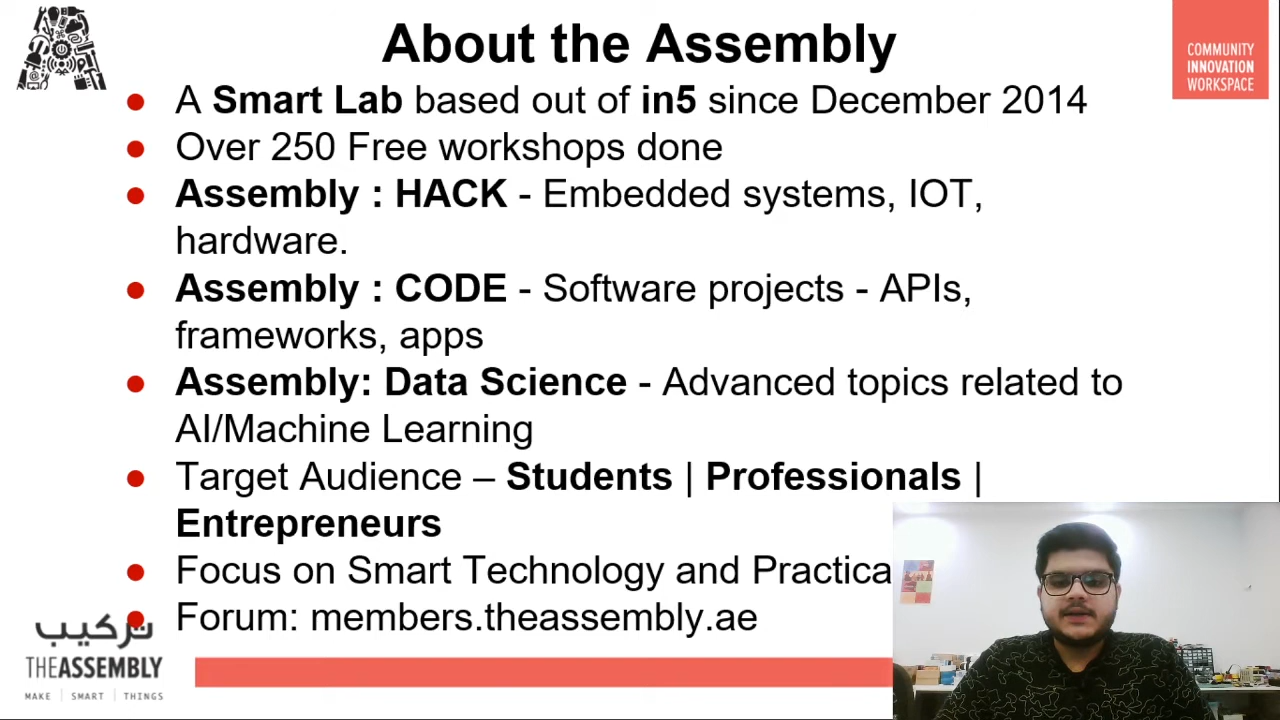 About the Assembly
COMMUNITY
INNOVATION
WORKSPACE
● A Smart Lab based out of in5 since December 2014
● Over 250 Free workshops done
● Assembly : HACK - Embedded systems, IOT,
hardware.
● Assembly : CODE - Software projects - APIs,
frameworks, apps
● Assembly: Data Science - Advanced topics related to
AI/Machine Learning
● Target Audience – Students | Professionals |
Entrepreneurs
● Focus on Smart Technology and Practica
● Forum: members.theassembly.ae
تركيب
THEASSEMBLY
MAKE | SMART | THINGS